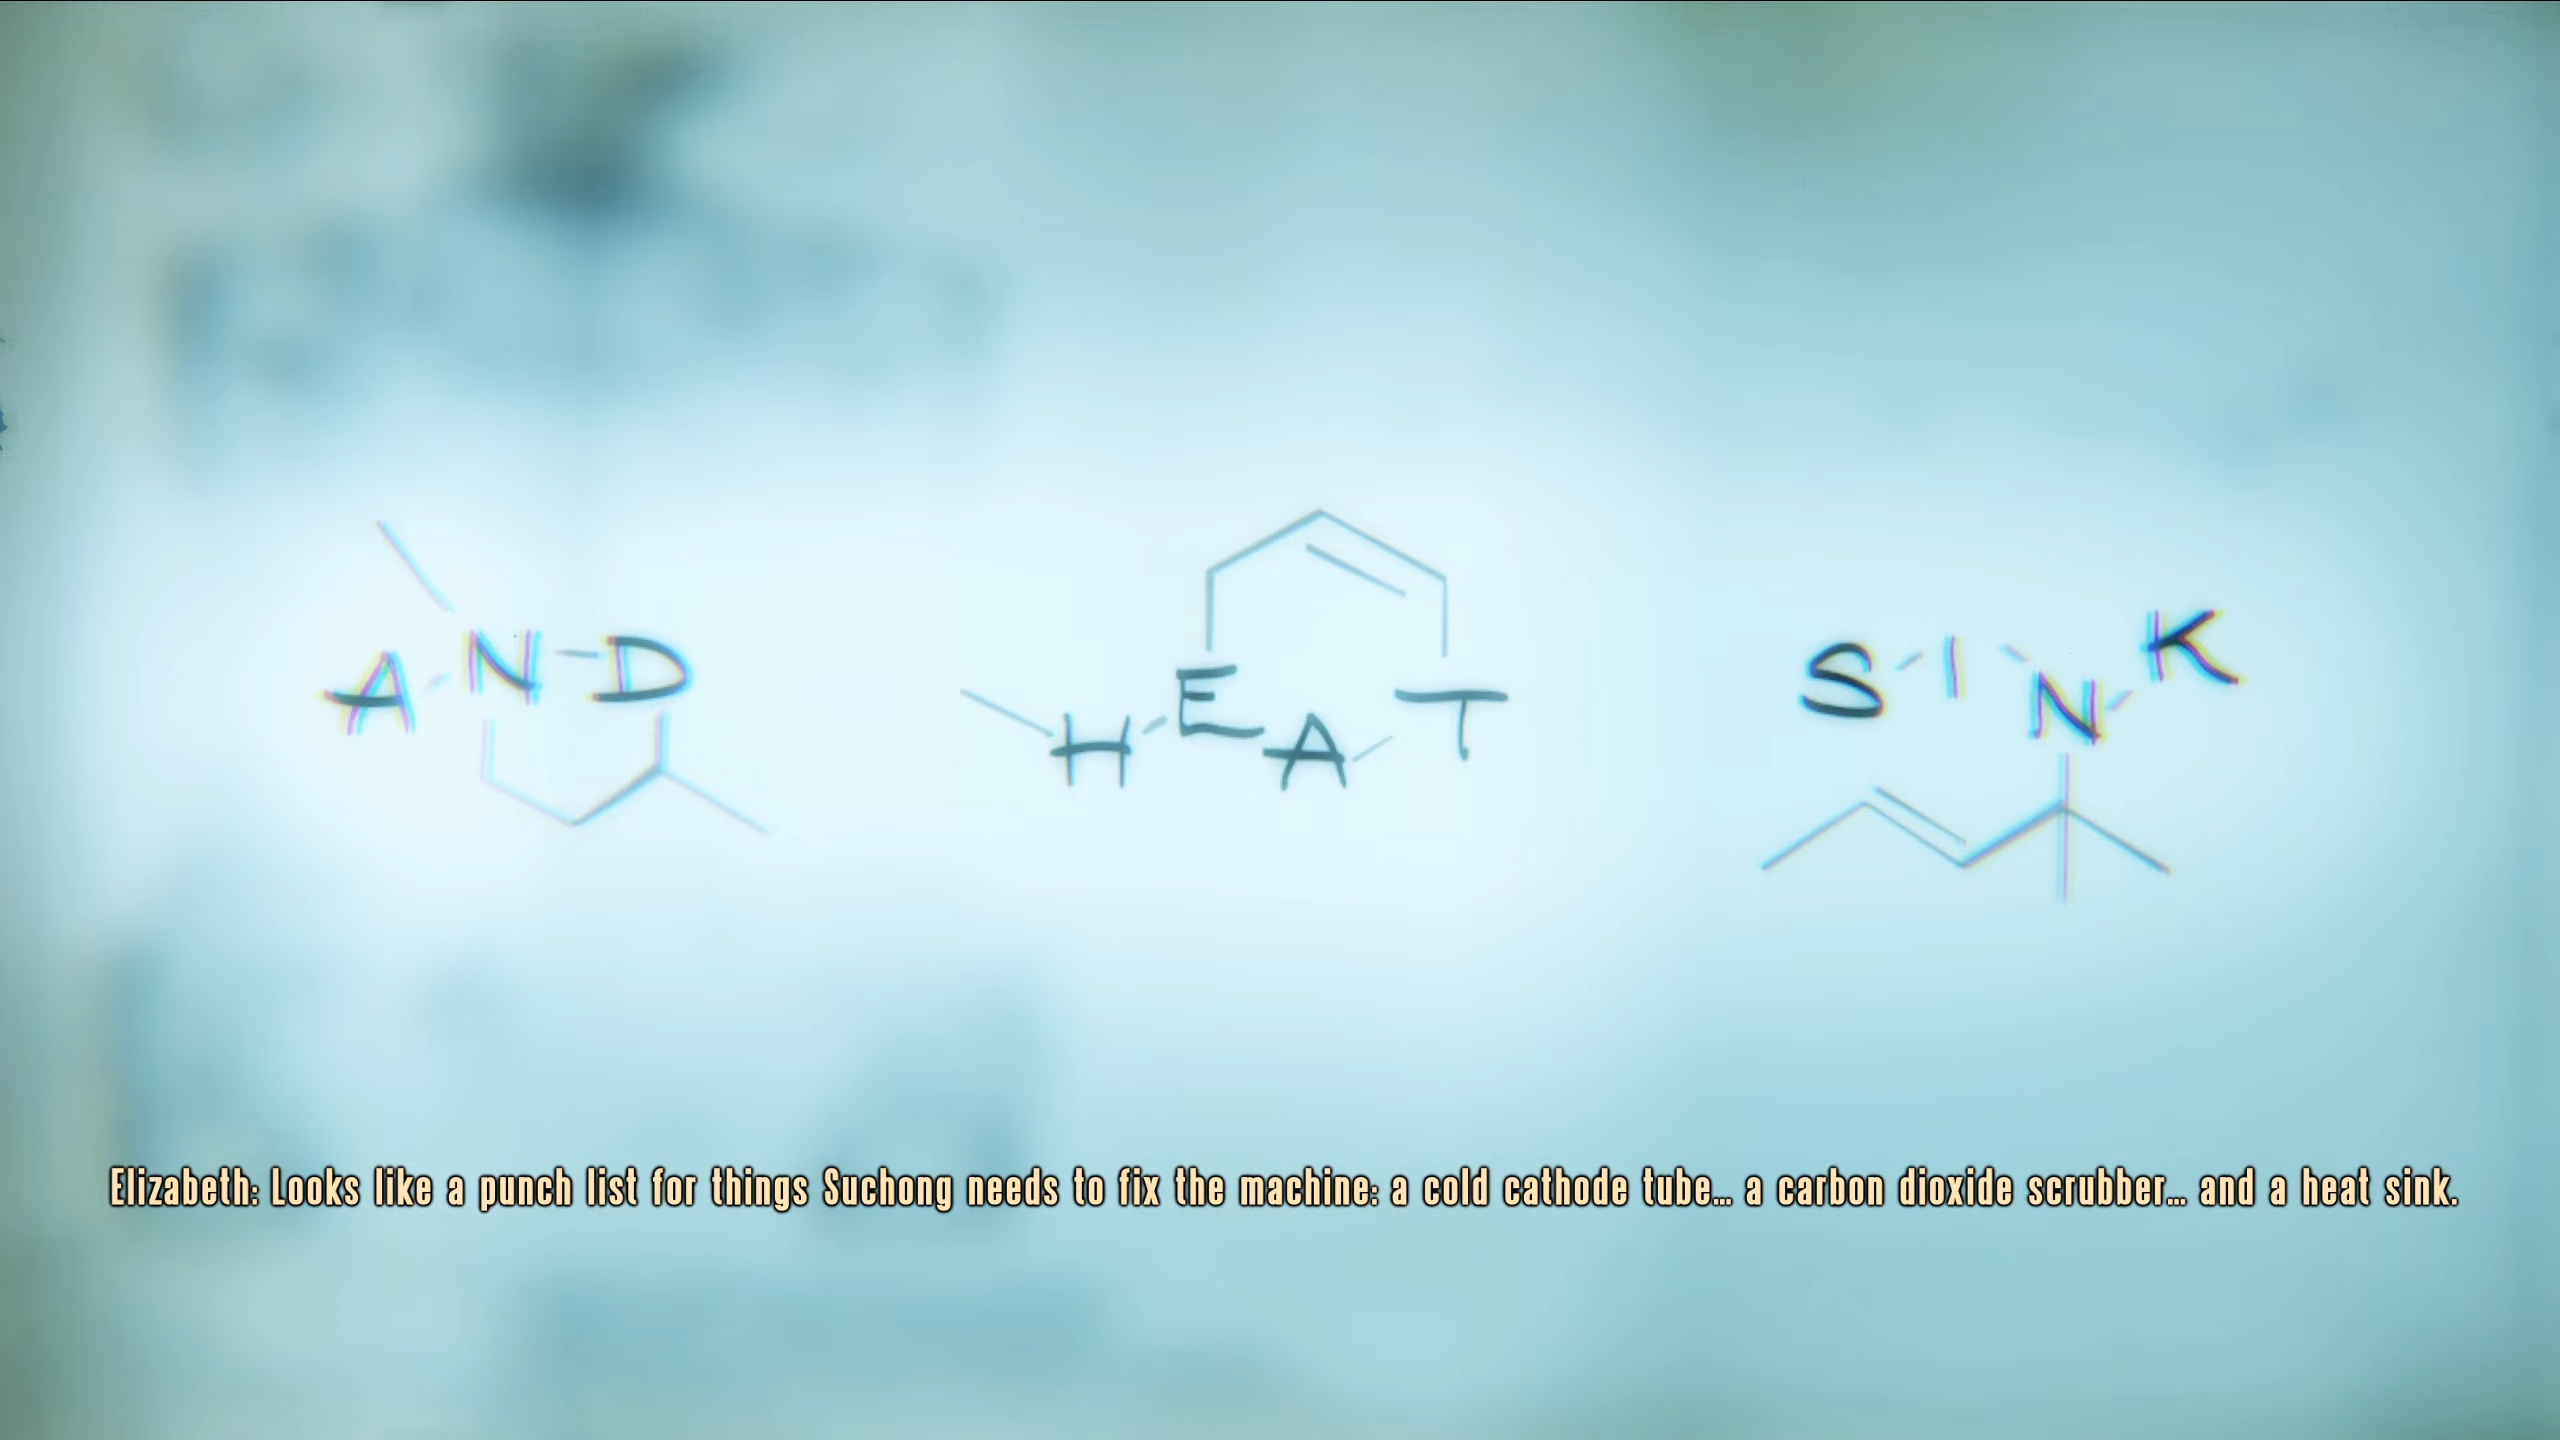 AND HEAT SINK
Elizabeth: Looks like a punch list for things Suchong needs to fix the machine: a cold cathode tube... a carbon dioxide scrubber... and a heat sink.